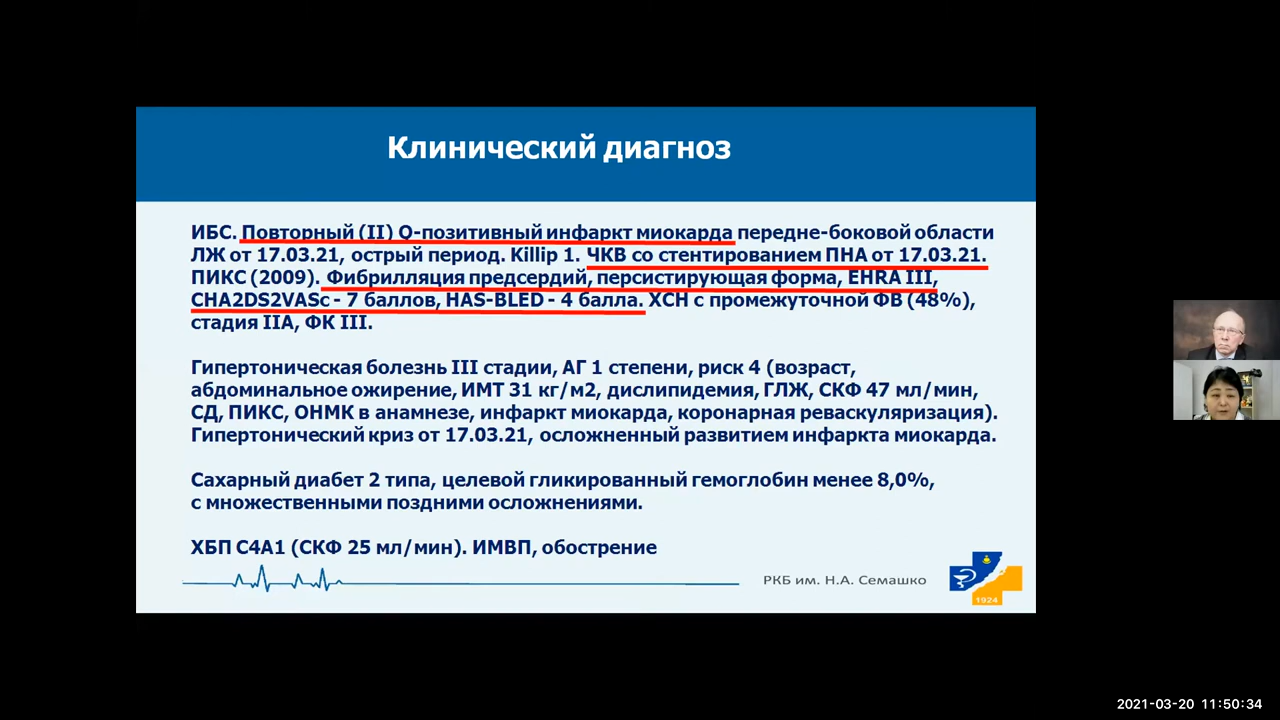 Клинический диагноз
ИБС. Повторный (II) Q-позитивный инфаркт миокарда передне-боковой области
ЛЖ от 17.03.21, острый период. Killip 1. ЧКВ со стентированием ПНА от 17.03.21.
ПИКС (2009). Фибрилляция предсердий, персистирующая форма, EHRA III,
CHA2DS2VASc - 7 баллов, HAS-BLED - 4 балла. ХСН с промежуточной ФВ (48%),
стадия IIА, ФК III.
Гипертоническая болезнь III стадии, АГ 1 степени, риск 4 (возраст,
абдоминальное ожирение, ИМТ 31 кг/м2, дислипидемия, ГЛЖ, СКФ 47 мл/мин,
СД, ПИКС, ОНМК в анамнезе, инфаркт миокарда, коронарная реваскуляризация).
Гипертонический криз от 17.03.21, осложненный развитием инфаркта миокарда.
Сахарный диабет 2 типа, целевой гликированный гемоглобин менее 8,0%,
с множественными поздними осложнениями.
ХБП С4А1 (СКФ 25 мл/мин). ИМВП, обострение
РКБ им. Н.А. Семашко
1924
2021-03-20 11:50:34